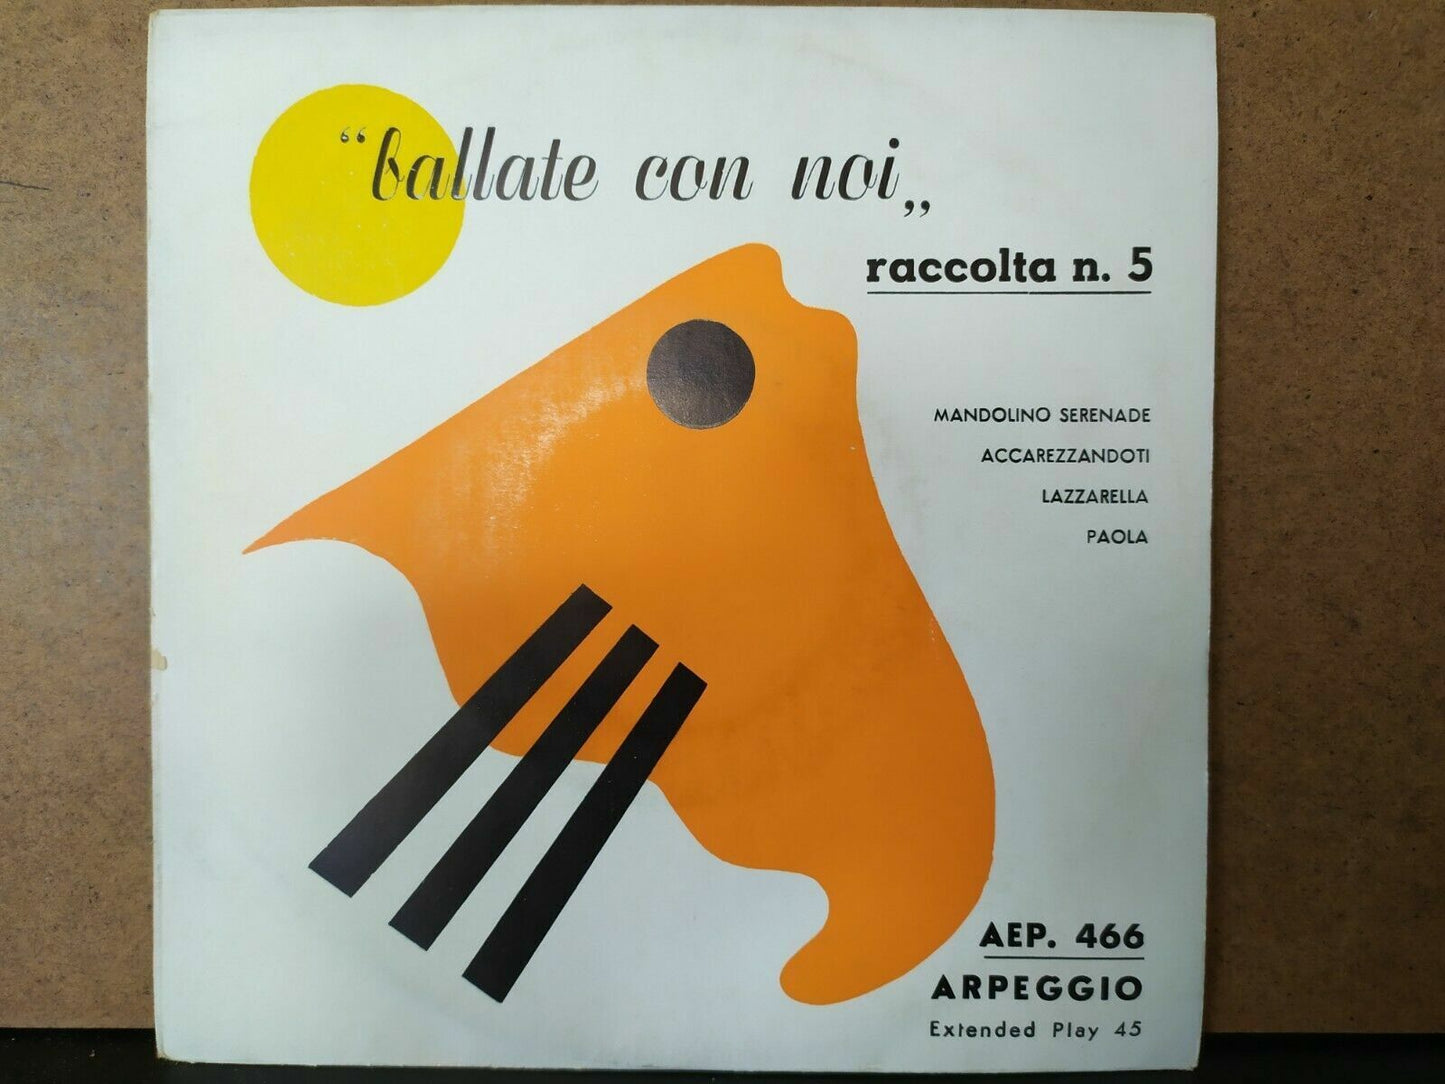 “ballate con noi„
raccolta n. 5
MANDOLINO SERENADE
ACCAREZZANDOTI
LAZZARELLA
PAOLA
AEP. 466
ARPEGGIO
Extended Play 45